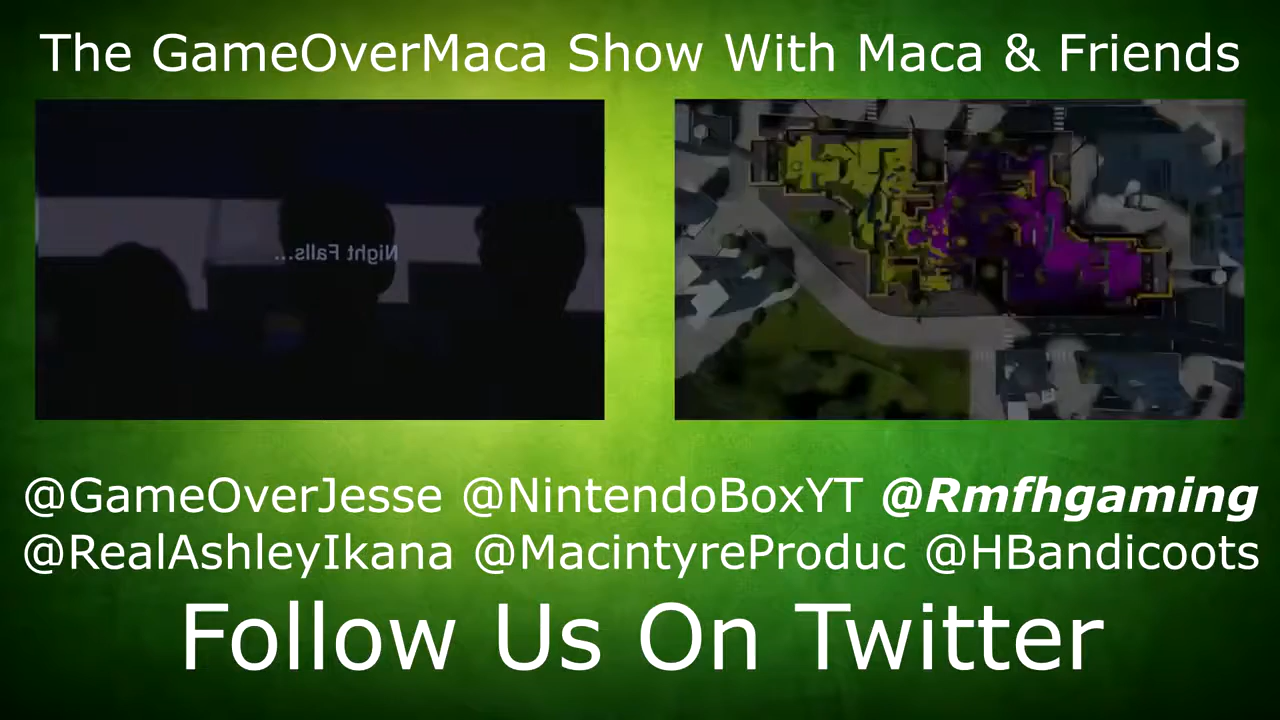 The GameOverMaca Show With Maca & Friends
Night Falls...
@GameOverJesse @NintendoBoxYT @Rmfhgaming
@RealAshleyIkana @MacintyreProduc @HBandicoots
Follow Us On Twitter